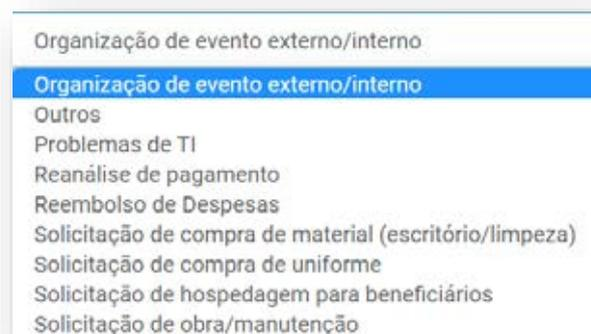 Organização de evento externo/interno
Organização de evento externo/interno
Outros
Problemas de TI
Reanálise de pagamento
Reembolso de Despesas
Solicitação de compra de material (escritório/limpeza)
Solicitação de compra de uniforme
Solicitação de hospedagem para beneficiários
Solicitação de obra/manutenção